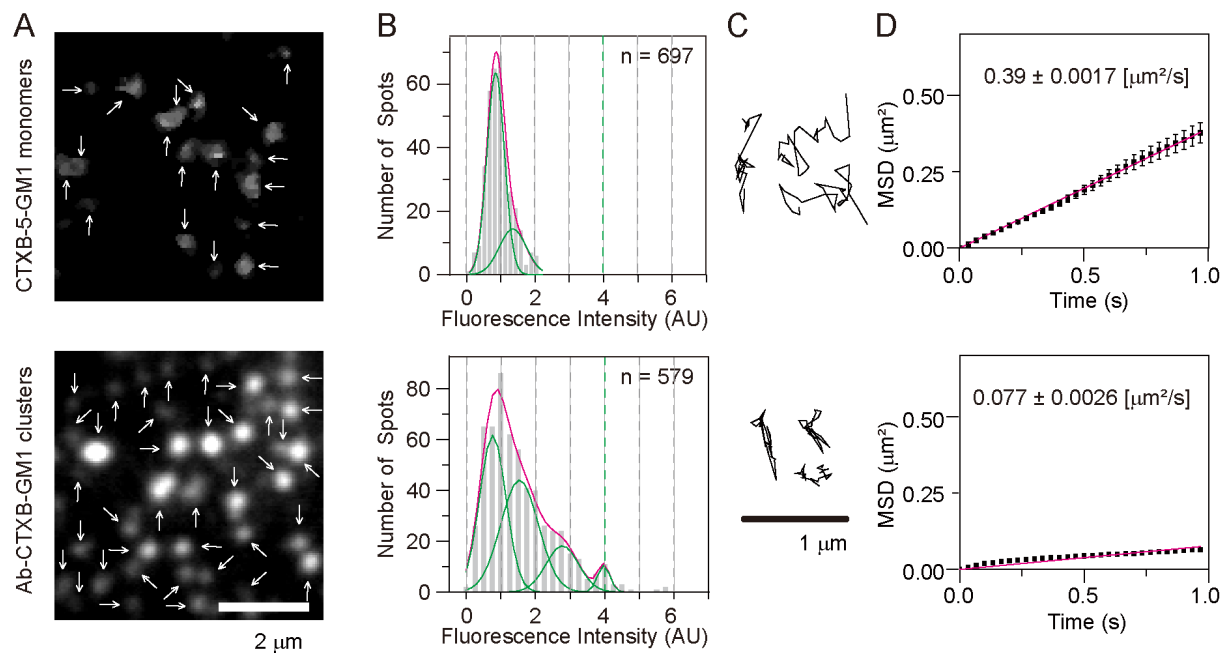 A
B
C
D
CTXB-5-GM1 monomers
Number of Spots
60
40
20
0
n = 697
0 2 4 6
Fluorescence Intensity (AU)
MSD (μm²)
0.50
0.25
0.00
0.39 ± 0.0017 [μm²/s]
0.0 0.5 1.0
Time (s)
Ab-CTXB-GM1 clusters
2 μm
Number of Spots
80
60
40
20
0
n = 579
0 2 4 6
Fluorescence Intensity (AU)
1 μm
MSD (μm²)
0.50
0.25
0.00
0.077 ± 0.0026 [μm²/s]
0.0 0.5 1.0
Time (s)